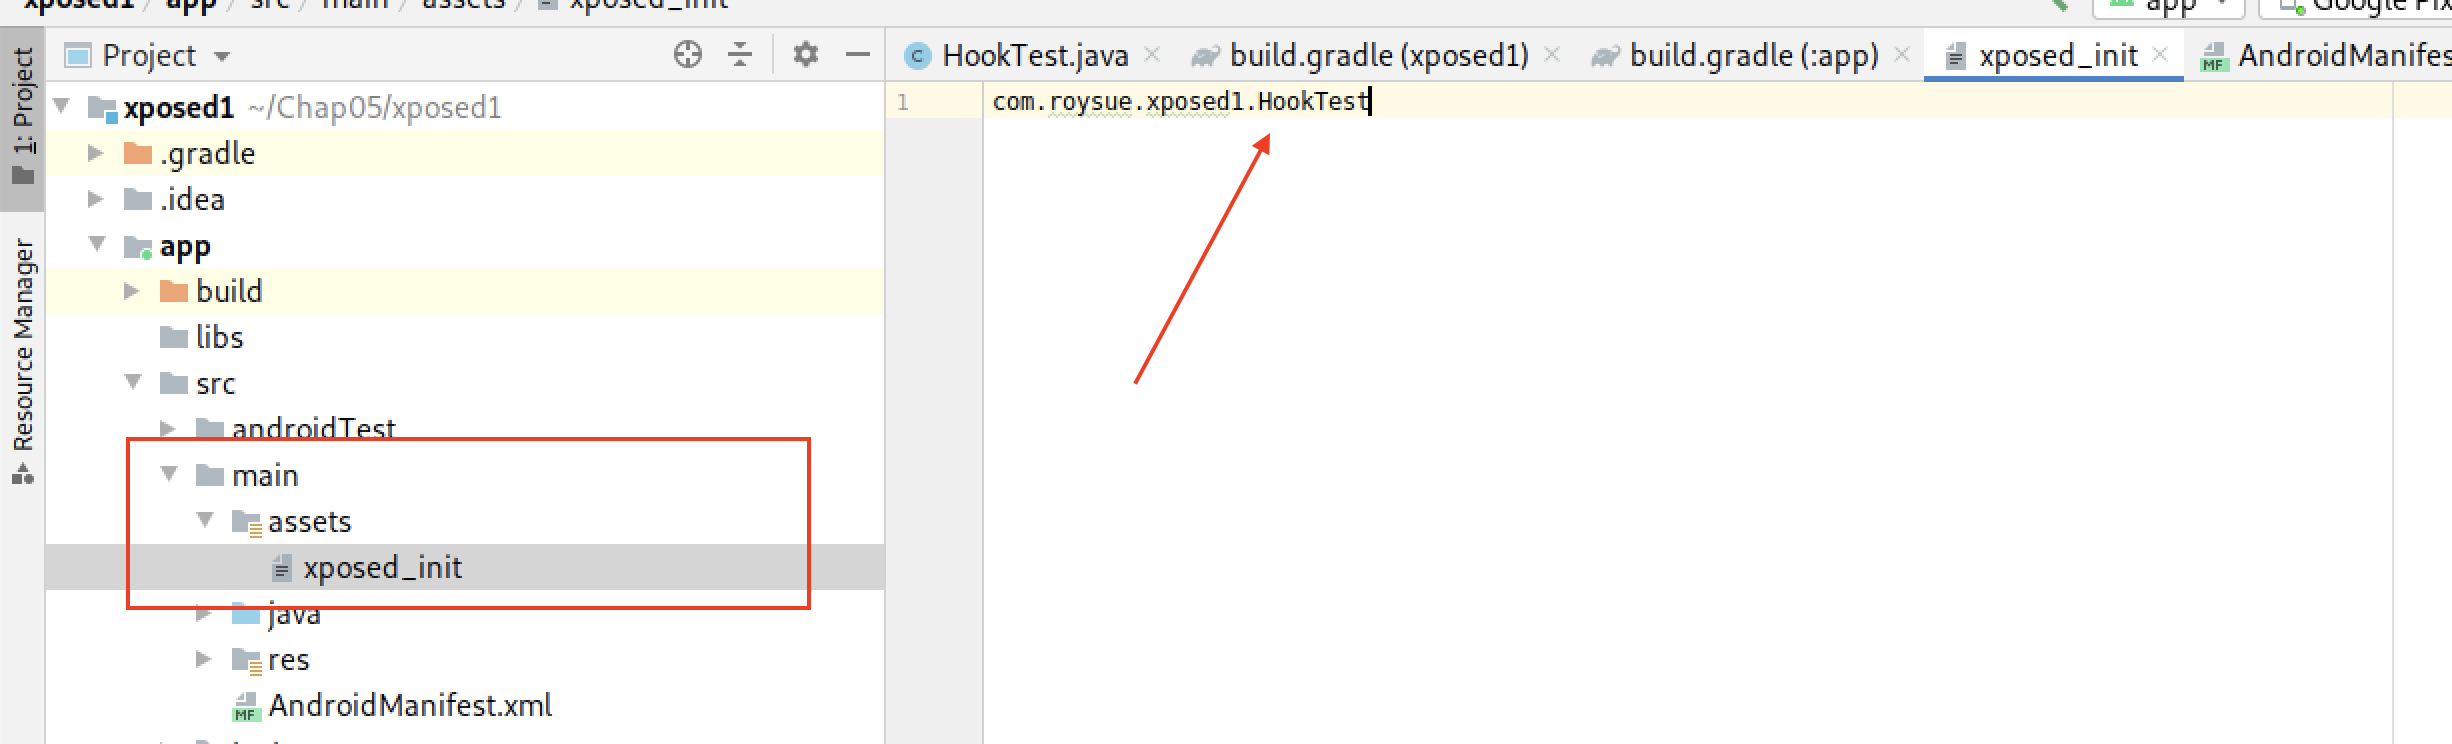 xposed1 / app / src / main / assets / xposed_init
app
Google Pix
1: Project
Resource Manager
Project
HookTest.java
build.gradle (xposed1)
build.gradle (:app)
xposed_init
AndroidManifes
xposed1 ~/Chap05/xposed1
.gradle
.idea
app
build
libs
src
androidTest
main
assets
xposed_init
java
res
MF AndroidManifest.xml
1 com.roysue.xposed1.HookTest